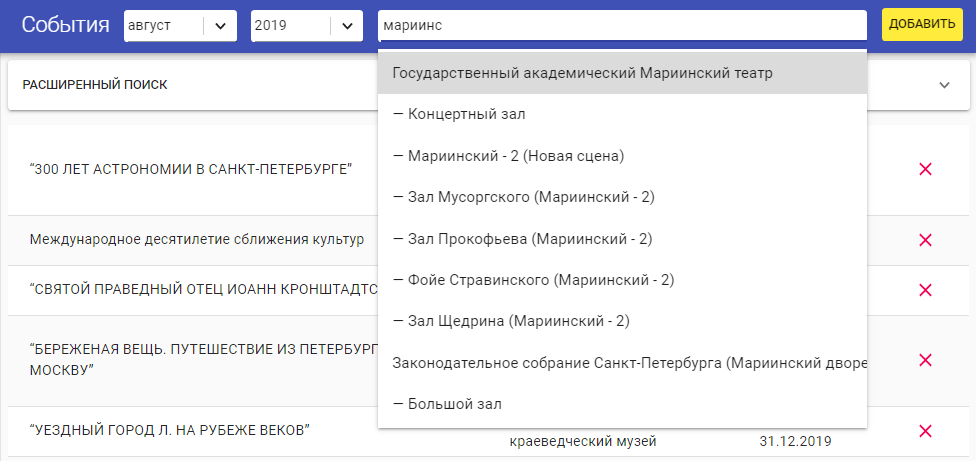 События август 2019 мариинс ДОБАВИТЬ
РАСШИРЕННЫЙ ПОИСК
Государственный академический Мариинский театр
— Концертный зал
— Мариинский - 2 (Новая сцена)
— Зал Мусоргского (Мариинский - 2)
— Зал Прокофьева (Мариинский - 2)
— Фойе Стравинского (Мариинский - 2)
— Зал Щедрина (Мариинский - 2)
Законодательное собрание Санкт-Петербурга (Мариинский дворе
— Большой зал
“300 ЛЕТ АСТРОНОМИИ В САНКТ-ПЕТЕРБУРГЕ”
Международное десятилетие сближения культур
“СВЯТОЙ ПРАВЕДНЫЙ ОТЕЦ ИОАНН КРОНШТАДТС
“БЕРЕЖЕНАЯ ВЕЩЬ. ПУТЕШЕСТВИЕ ИЗ ПЕТЕРБУРГ
МОСКВУ”
“УЕЗДНЫЙ ГОРОД Л. НА РУБЕЖЕ ВЕКОВ”
краеведческий музей 31.12.2019